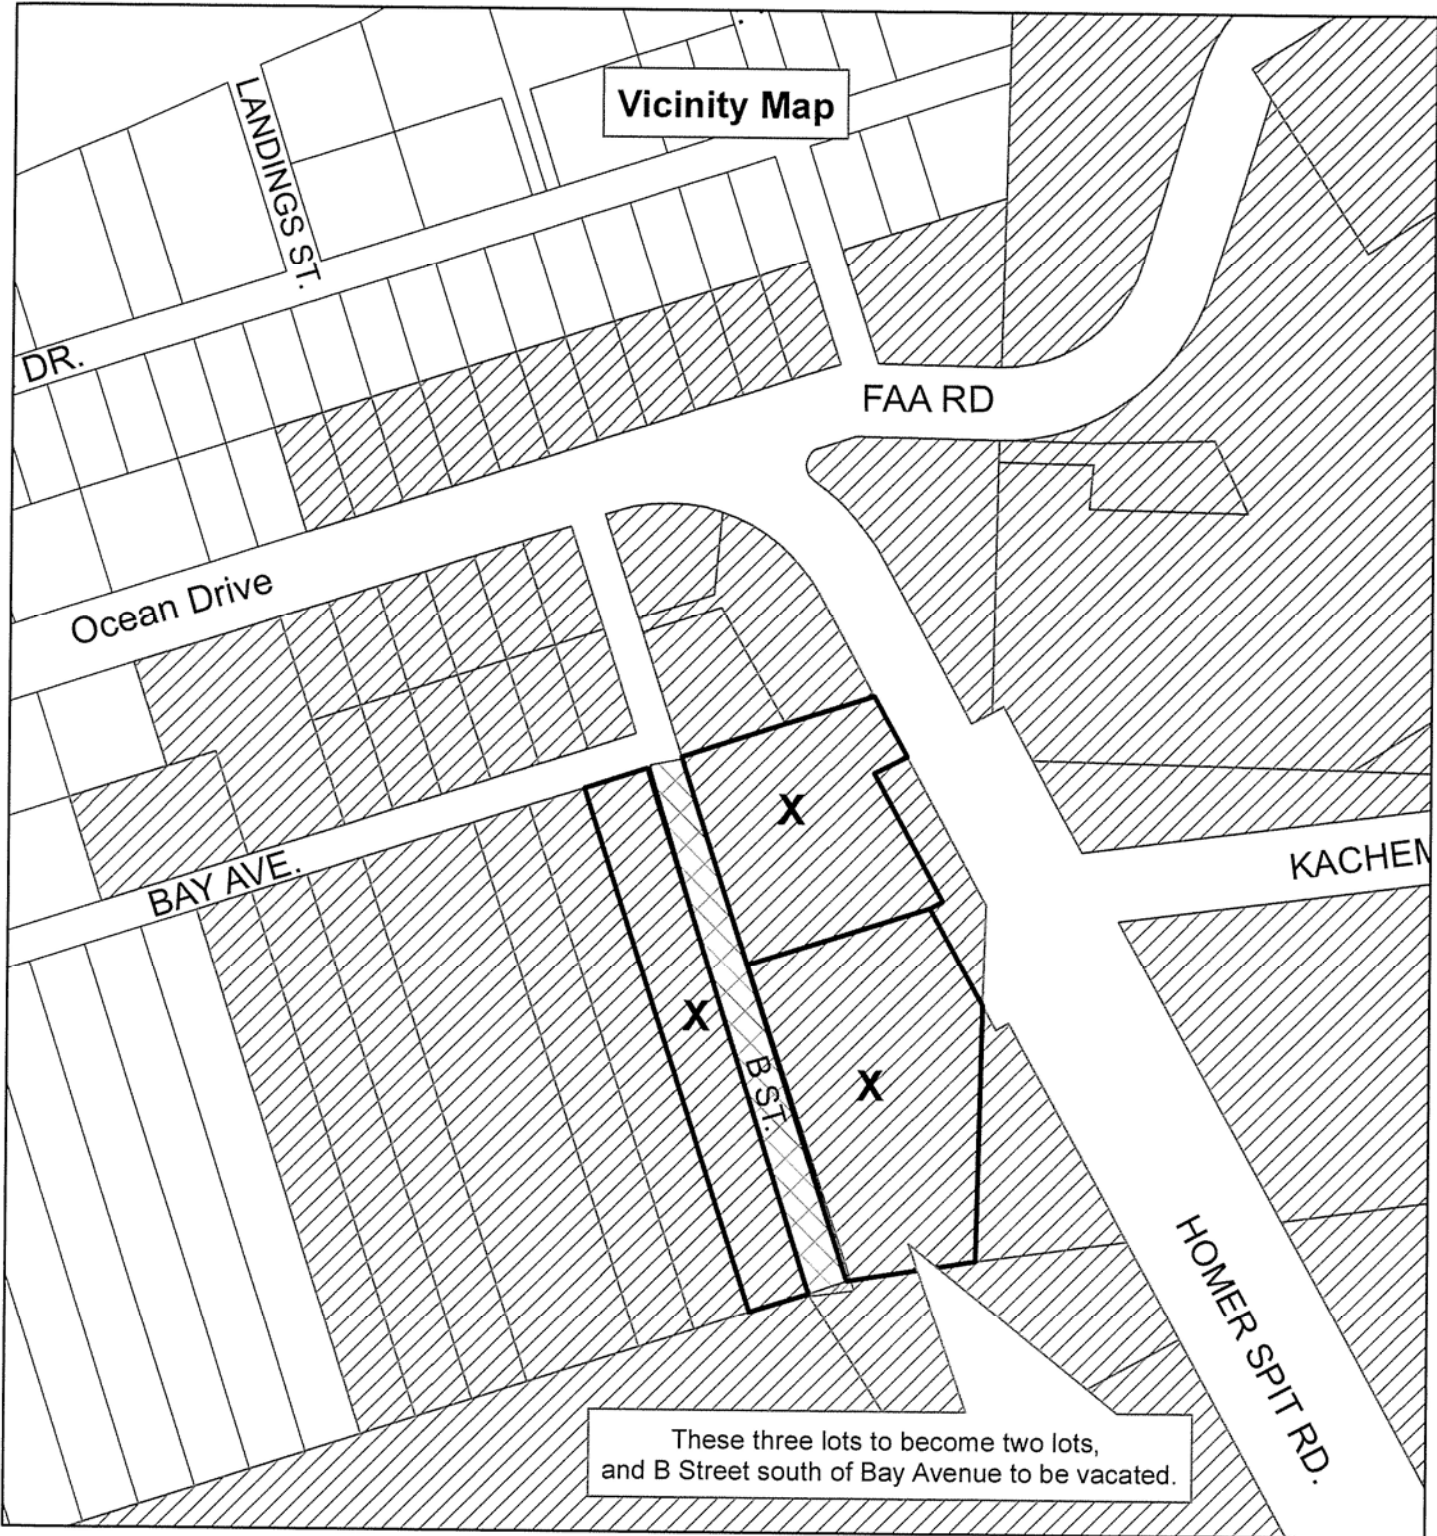 Vicinity Map
LANDINGS ST.
DR.
FAA RD
Ocean Drive
X
KACHEM
BAY AVE.
X
B ST.
X
HOMER SPIT RD.
These three lots to become two lots,
and B Street south of Bay Avenue to be vacated.